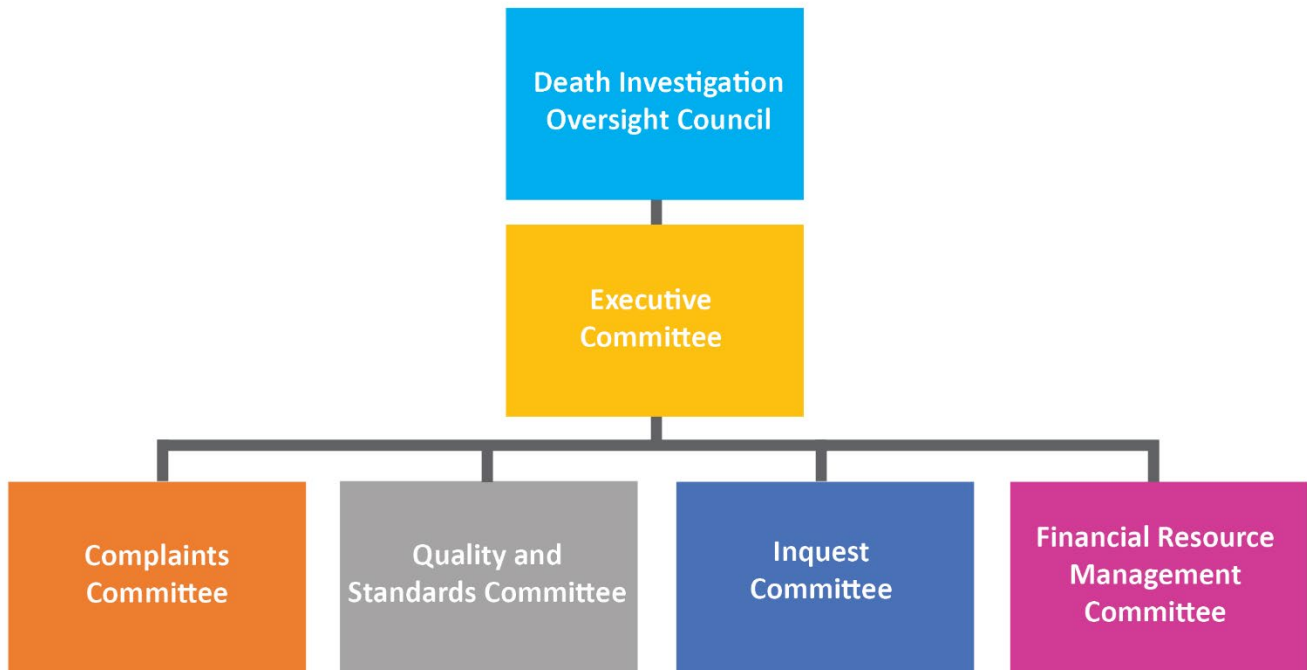 Death Investigation
Oversight Council
Executive
Committee
Complaints
Committee
Quality and
Standards Committee
Inquest
Committee
Financial Resource
Management
Committee